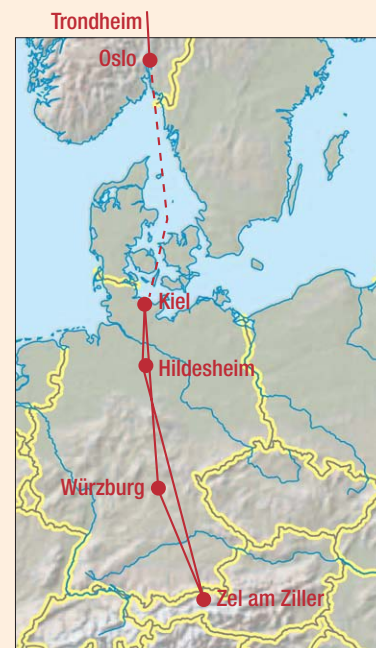 Trondheim
Oslo
Kiel
Hildesheim
Würzburg
Zel am Ziller